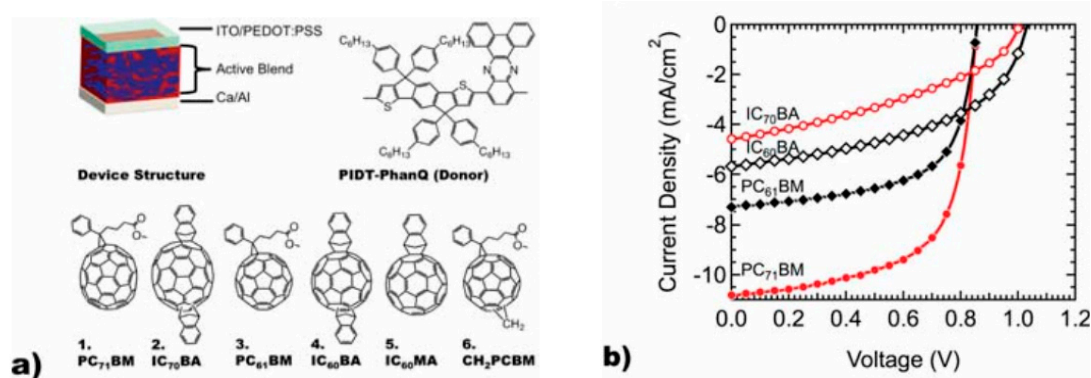 a)
ITO/PEDOT:PSS
Active Blend
Ca/Al
Device Structure
C₆H₁₃
C₆H₁₃
N
N
S
S
C₆H₁₃
C₆H₁₃
PIDT-PhanQ (Donor)
O
O
O
O
O
O
CH₂
1.
PC₇₁BM
2.
IC₇₀BA
3.
PC₆₁BM
4.
IC₆₀BA
5.
IC₆₀MA
6.
CH₂PCBM
b)
Current Density (mA/cm²)
0
-2
-4
-6
-8
-10
IC₇₀BA
IC₆₀BA
PC₆₁BM
PC₇₁BM
0.0
0.2
0.4
0.6
0.8
1.0
1.2
Voltage (V)